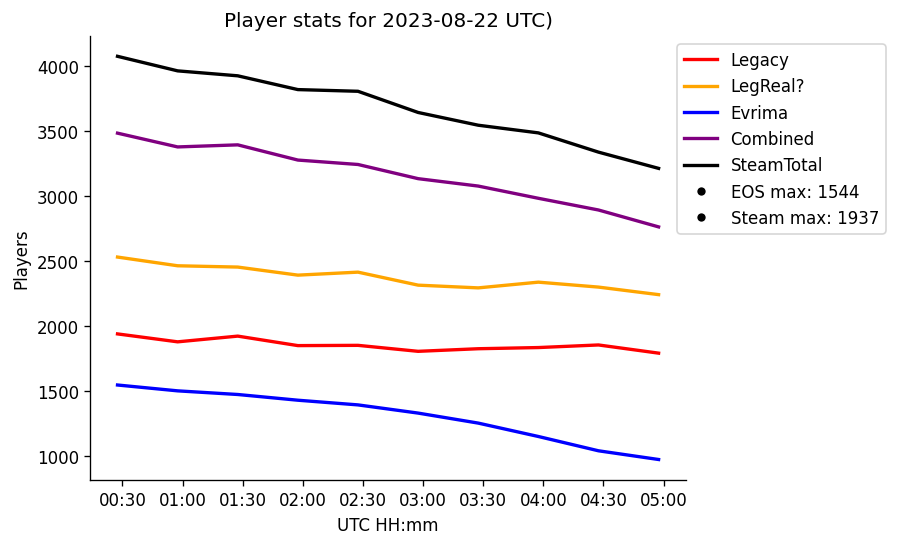 Player stats for 2023-08-22 UTC)
Legacy
LegReal?
Evrima
Combined
SteamTotal
EOS max: 1544
Steam max: 1937
Players
4000
3500
3000
2500
2000
1500
1000
00:30 01:00 01:30 02:00 02:30 03:00 03:30 04:00 04:30 05:00
UTC HH:mm